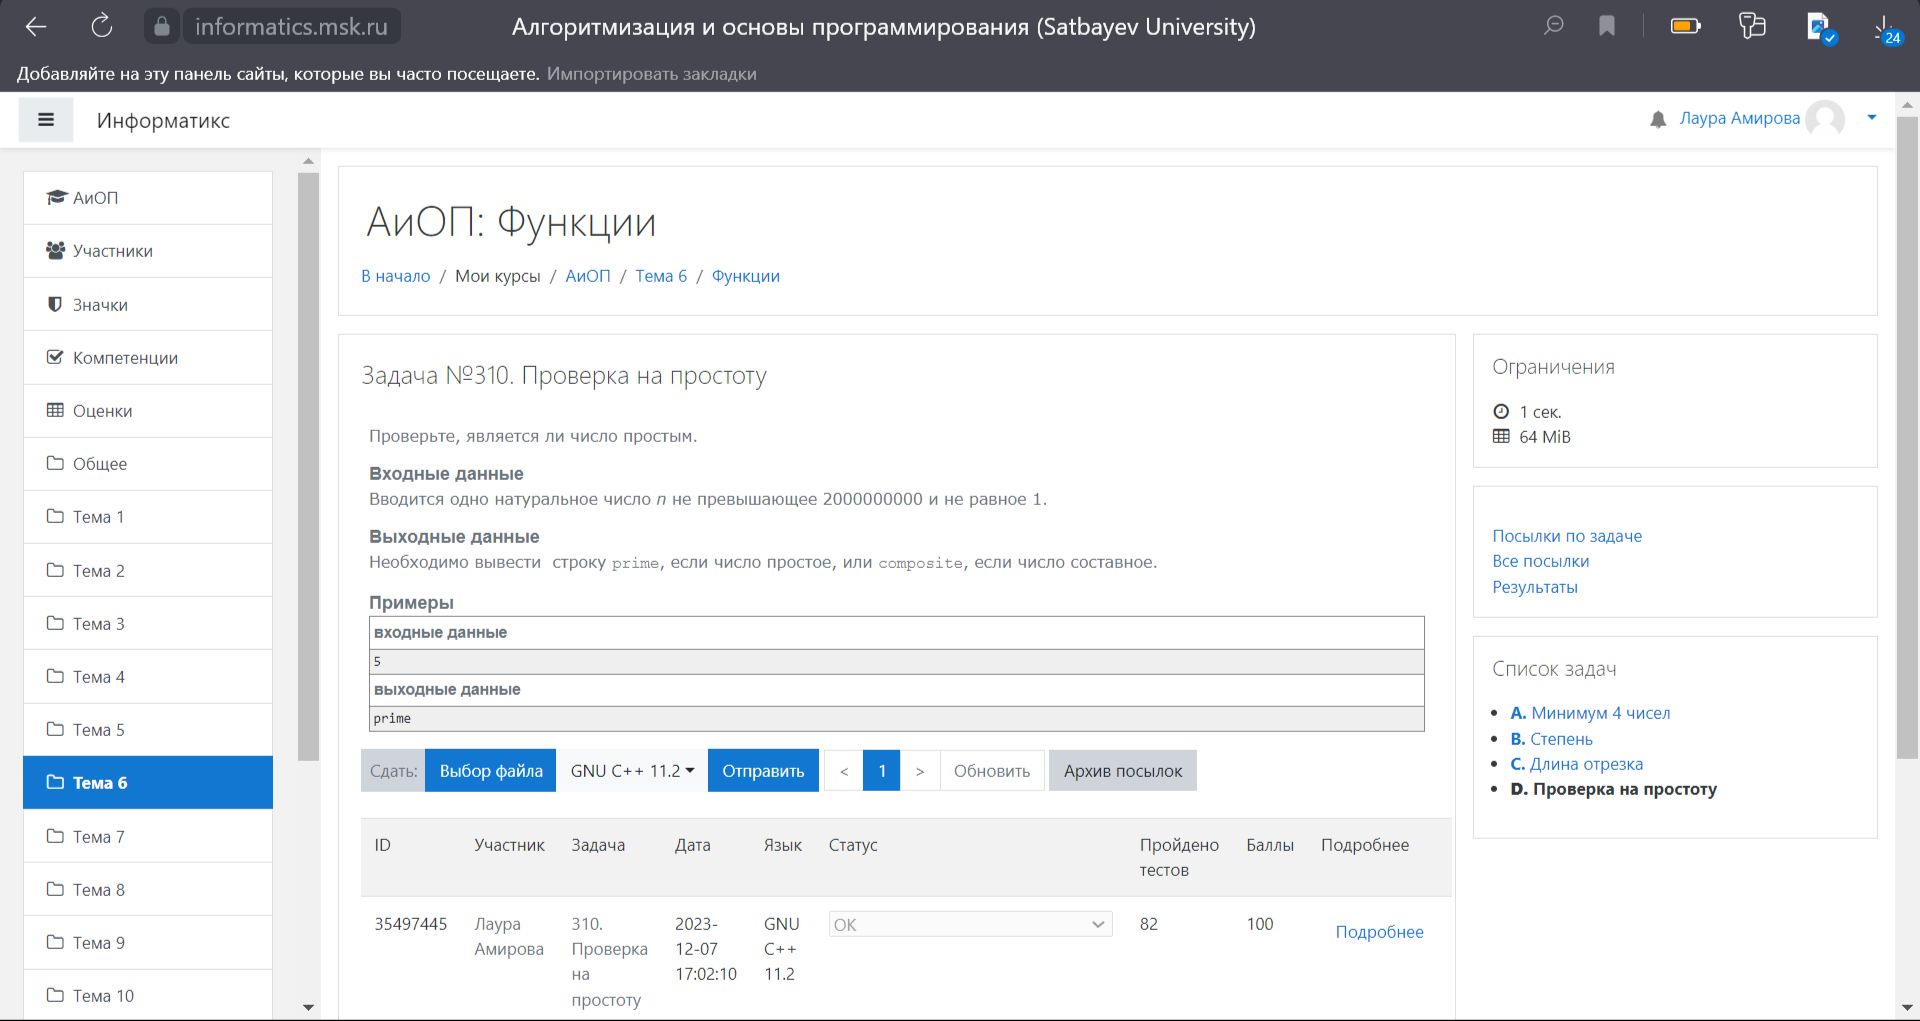 informatics.msk.ru
Алгоритмизация и основы программирования (Satbayev University)
24
Добавляйте на эту панель сайты, которые вы часто посещаете. Импортировать закладки
Информатикс
Лаура Амирова
АиОП
Участники
Значки
Компетенции
Оценки
Общее
Тема 1
Тема 2
Тема 3
Тема 4
Тема 5
Тема 6
Тема 7
Тема 8
Тема 9
Тема 10
АиОП: Функции
В начало / Мои курсы / АиОП / Тема 6 / Функции
Задача №310. Проверка на простоту
Проверьте, является ли число простым.
Входные данные
Вводится одно натуральное число n не превышающее 2000000000 и не равное 1.
Выходные данные
Необходимо вывести строку prime, если число простое, или composite, если число составное.
Примеры
входные данные
5
выходные данные
prime
Сдать: Выбор файла GNU C++ 11.2 Отправить < 1 > Обновить Архив посылок
ID Участник Задача Дата Язык Статус Пройдено тестов Баллы Подробнее
35497445 Лаура Амирова 310. Проверка на простоту 2023-12-07 17:02:10 GNU C++ 11.2 OK 82 100 Подробнее
Ограничения
1 сек.
64 MiB
Посылки по задаче
Все посылки
Результаты
Список задач
A. Минимум 4 чисел
B. Степень
C. Длина отрезка
D. Проверка на простоту